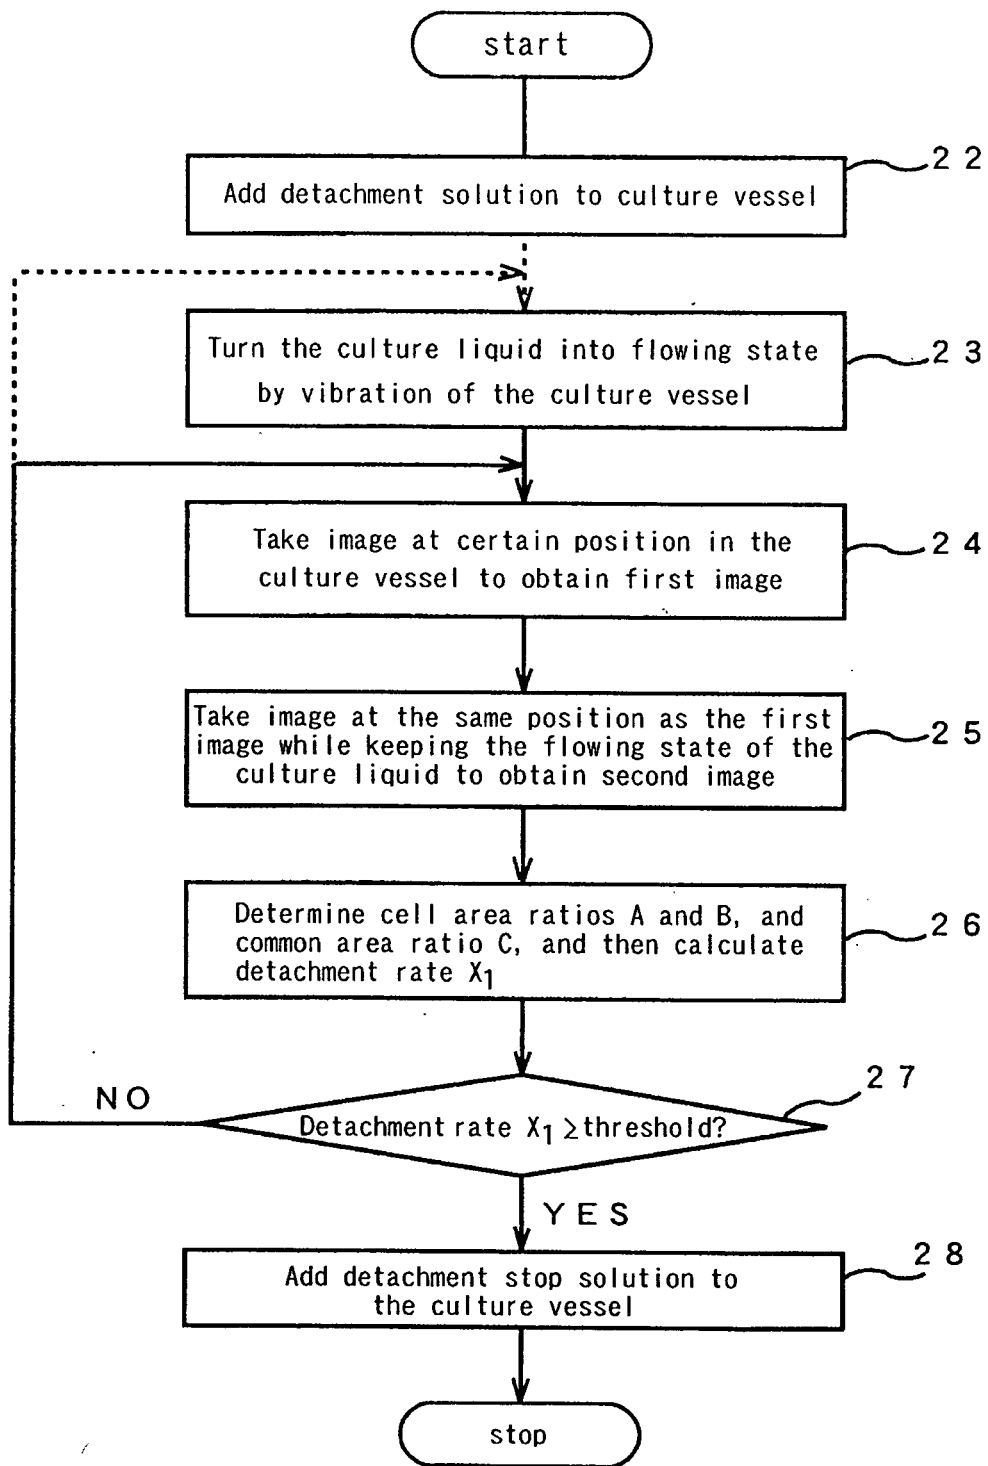 start
22
Add detachment solution to culture vessel
Turn the culture liquid into flowing state
by vibration of the culture vessel
23
Take image at certain position in the
culture vessel to obtain first image
24
Take image at the same position as the first
image while keeping the flowing state of the
culture liquid to obtain second image
25
Determine cell area ratios A and B, and
common area ratio C, and then calculate
detachment rate X1
26
27
NO
Detachment rate X1 ≥threshold?
YES
28
Add detachment stop solution to
the culture vessel
stop